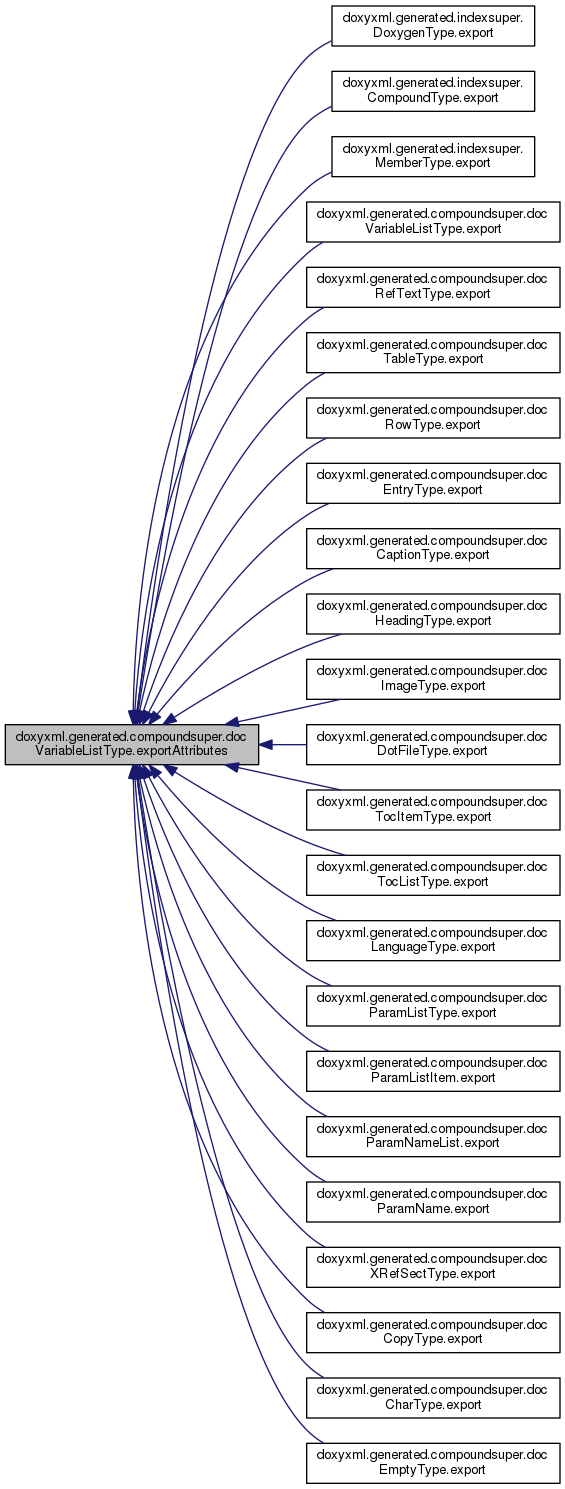 doxyxml.generated.indexsuper.
DoxygenType.export
doxyxml.generated.indexsuper.
CompoundType.export
doxyxml.generated.indexsuper.
MemberType.export
doxyxml.generated.compoundsuper.doc
VariableListType.export
doxyxml.generated.compoundsuper.doc
RefTextType.export
doxyxml.generated.compoundsuper.doc
TableType.export
doxyxml.generated.compoundsuper.doc
RowType.export
doxyxml.generated.compoundsuper.doc
EntryType.export
doxyxml.generated.compoundsuper.doc
CaptionType.export
doxyxml.generated.compoundsuper.doc
HeadingType.export
doxyxml.generated.compoundsuper.doc
ImageType.export
doxyxml.generated.compoundsuper.doc
VariableListType.exportAttributes
doxyxml.generated.compoundsuper.doc
DotFileType.export
doxyxml.generated.compoundsuper.doc
TocItemType.export
doxyxml.generated.compoundsuper.doc
TocListType.export
doxyxml.generated.compoundsuper.doc
LanguageType.export
doxyxml.generated.compoundsuper.doc
ParamListType.export
doxyxml.generated.compoundsuper.doc
ParamListItem.export
doxyxml.generated.compoundsuper.doc
ParamNameList.export
doxyxml.generated.compoundsuper.doc
ParamName.export
doxyxml.generated.compoundsuper.doc
XRefSectType.export
doxyxml.generated.compoundsuper.doc
CopyType.export
doxyxml.generated.compoundsuper.doc
CharType.export
doxyxml.generated.compoundsuper.doc
EmptyType.export